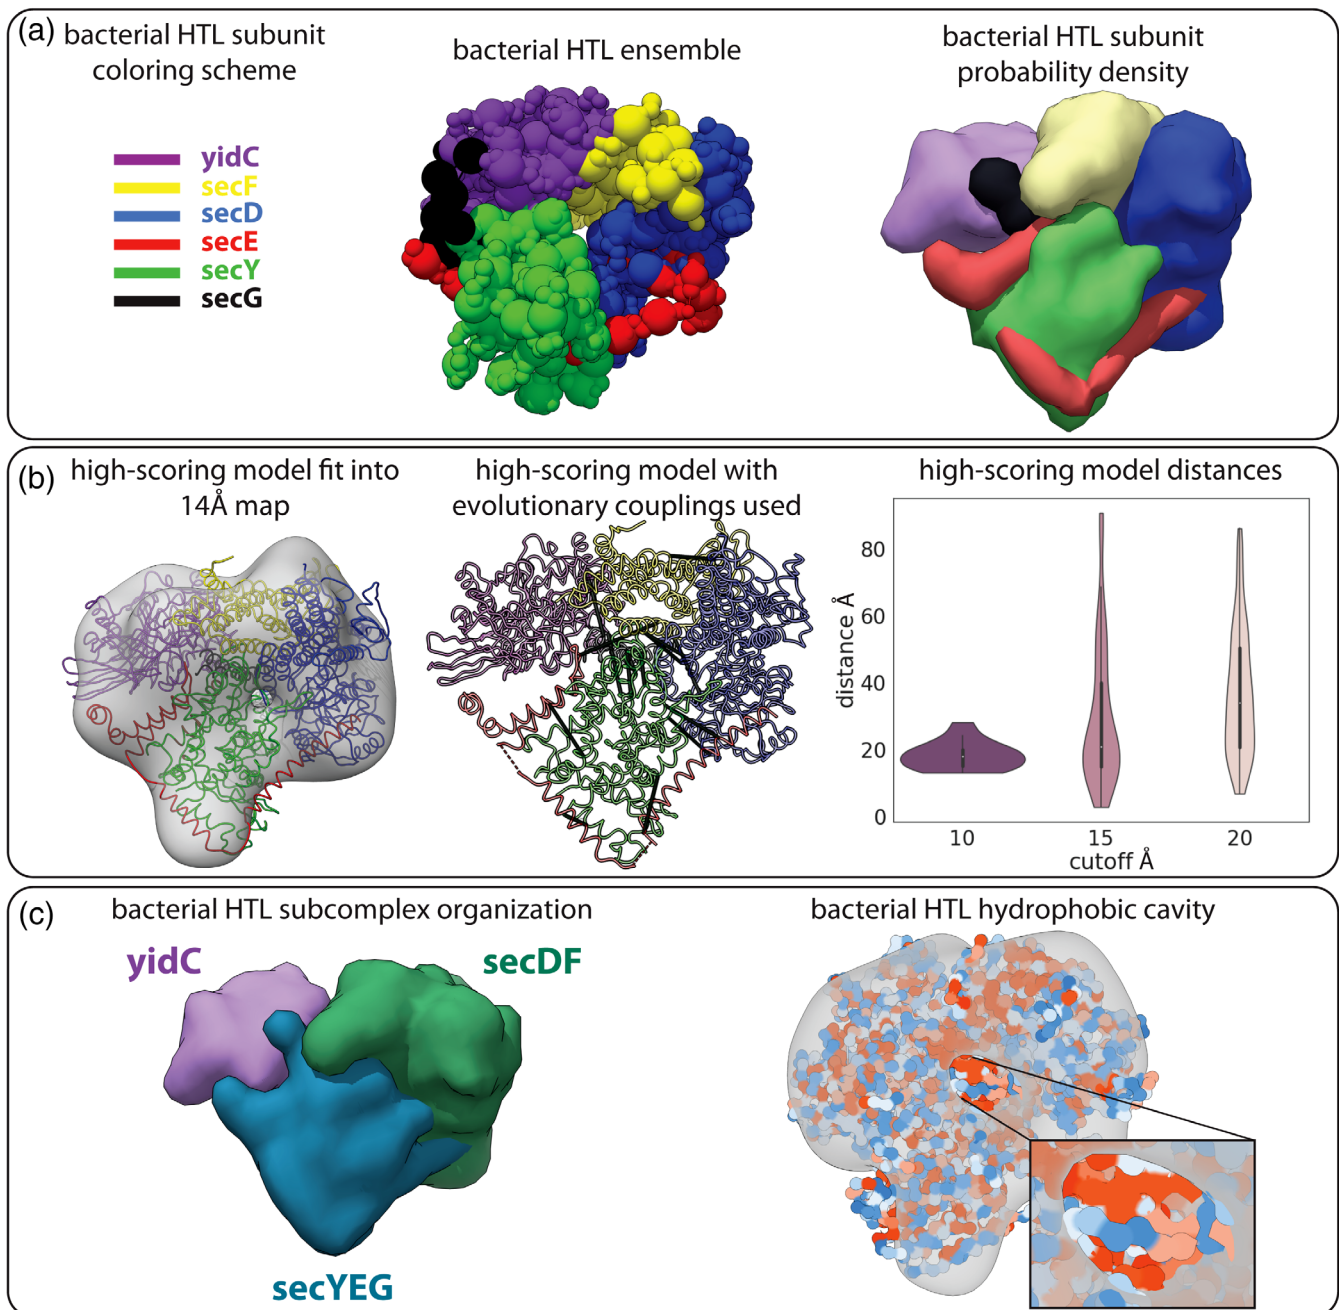 (a)
bacterial HTL subunit
coloring scheme
yidC
secF
secD
secE
secY
secG
bacterial HTL ensemble
bacterial HTL subunit
probability density
(b)
high-scoring model fit into
14Å map
high-scoring model with
evolutionary couplings used
high-scoring model distances
distance Å
80
60
40
20
0
10
15
20
cutoff Å
(c)
bacterial HTL subcomplex organization
yidC
secDF
secYEG
bacterial HTL hydrophobic cavity